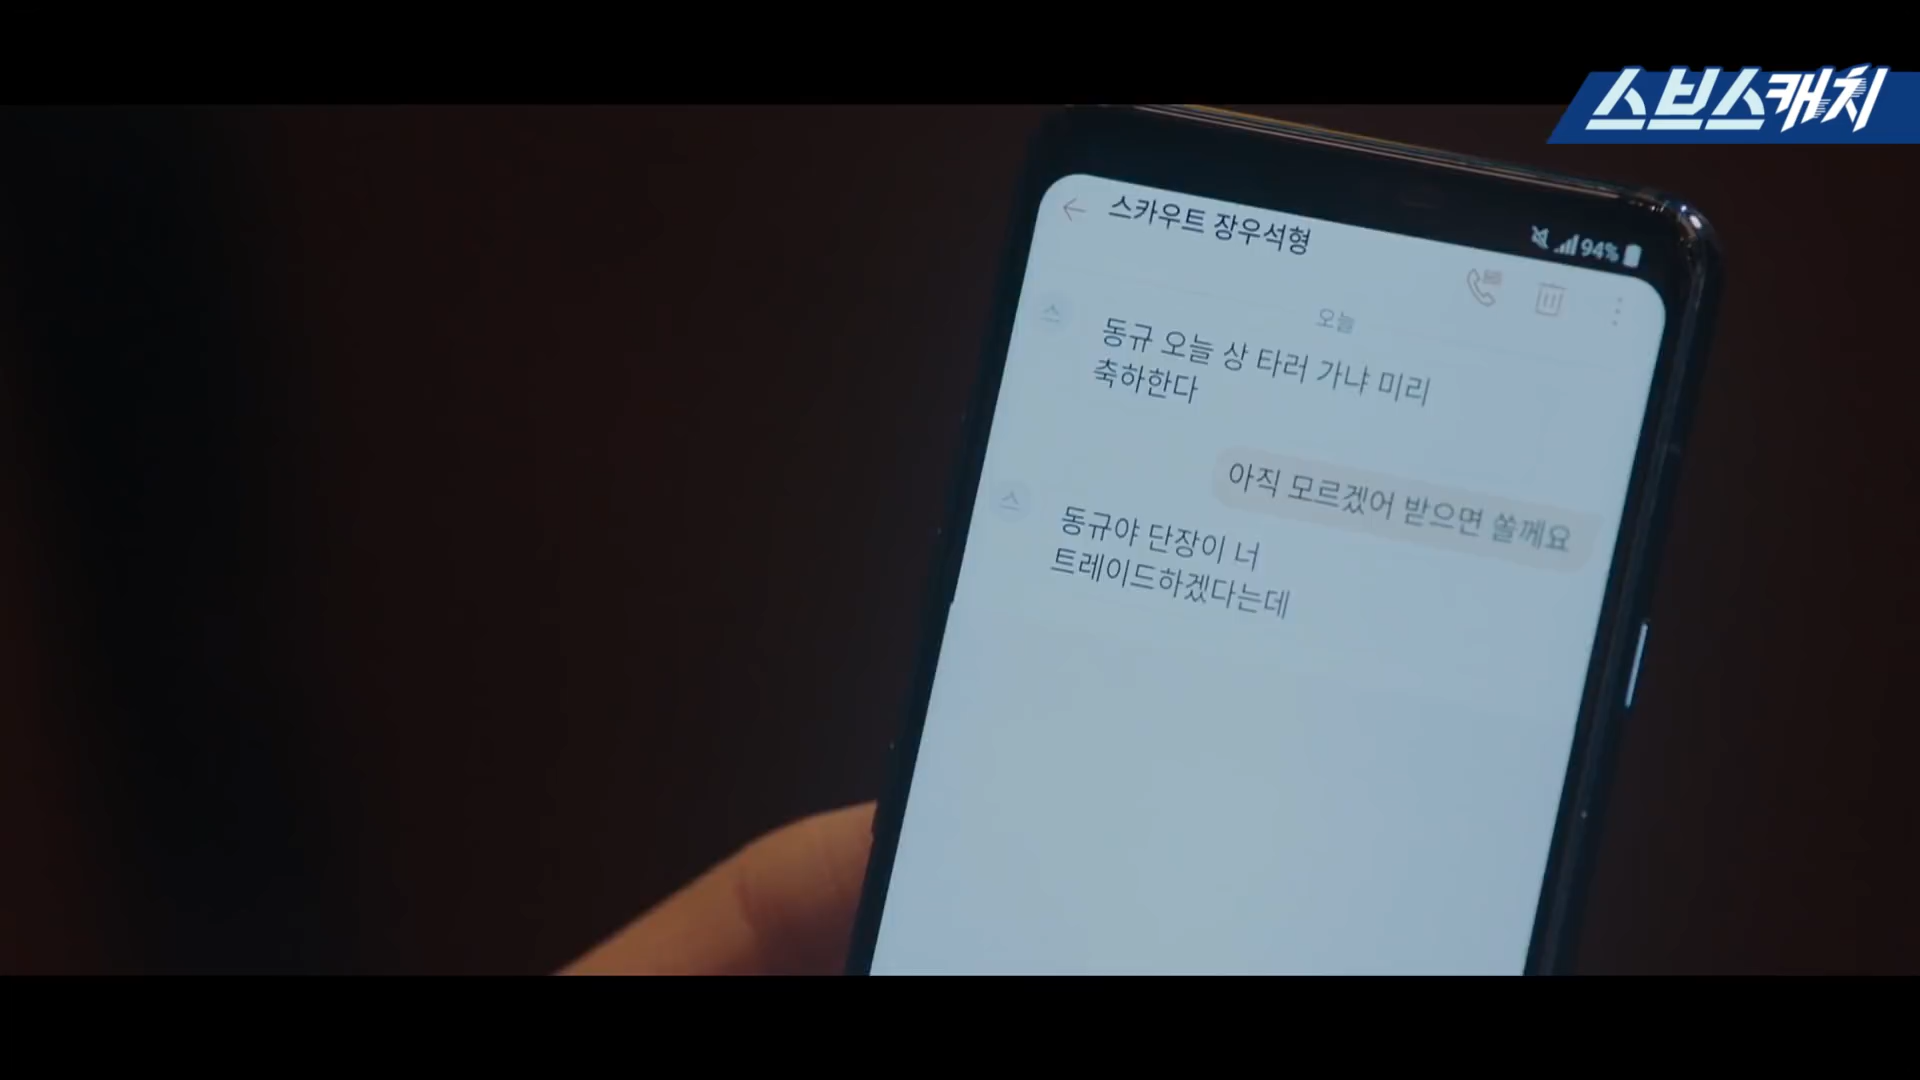 스브스캐치
스카우트 장우석형
94%
오늘
스
동규 오늘 상 타러 가냐 미리
축하한다
아직 모르겠어 받으면 쏠께요
스
동규야 단장이 너
트레이드하겠다는데